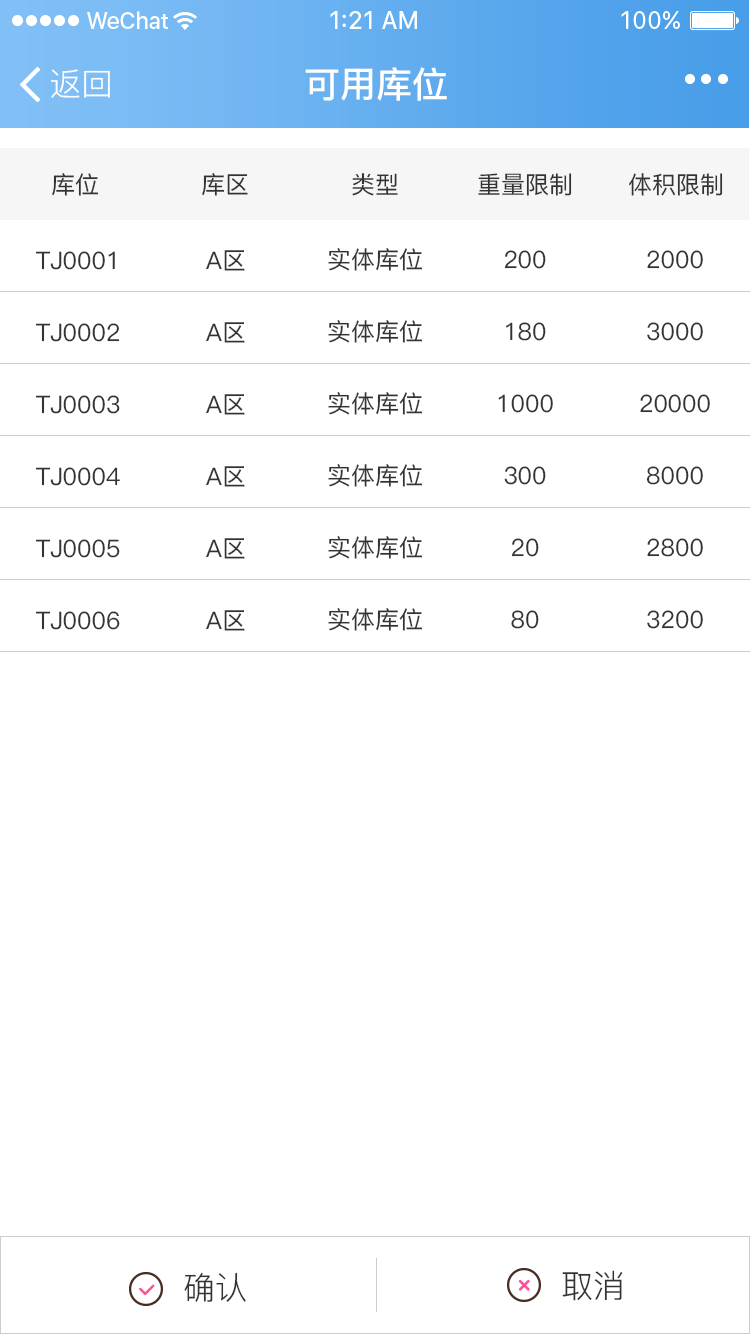 WeChat 1:21 AM 100%
返回 可用库位
库位 库区 类型 重量限制 体积限制
TJ0001 A区 实体库位 200 2000
TJ0002 A区 实体库位 180 3000
TJ0003 A区 实体库位 1000 20000
TJ0004 A区 实体库位 300 8000
TJ0005 A区 实体库位 20 2800
TJ0006 A区 实体库位 80 3200
确认 取消